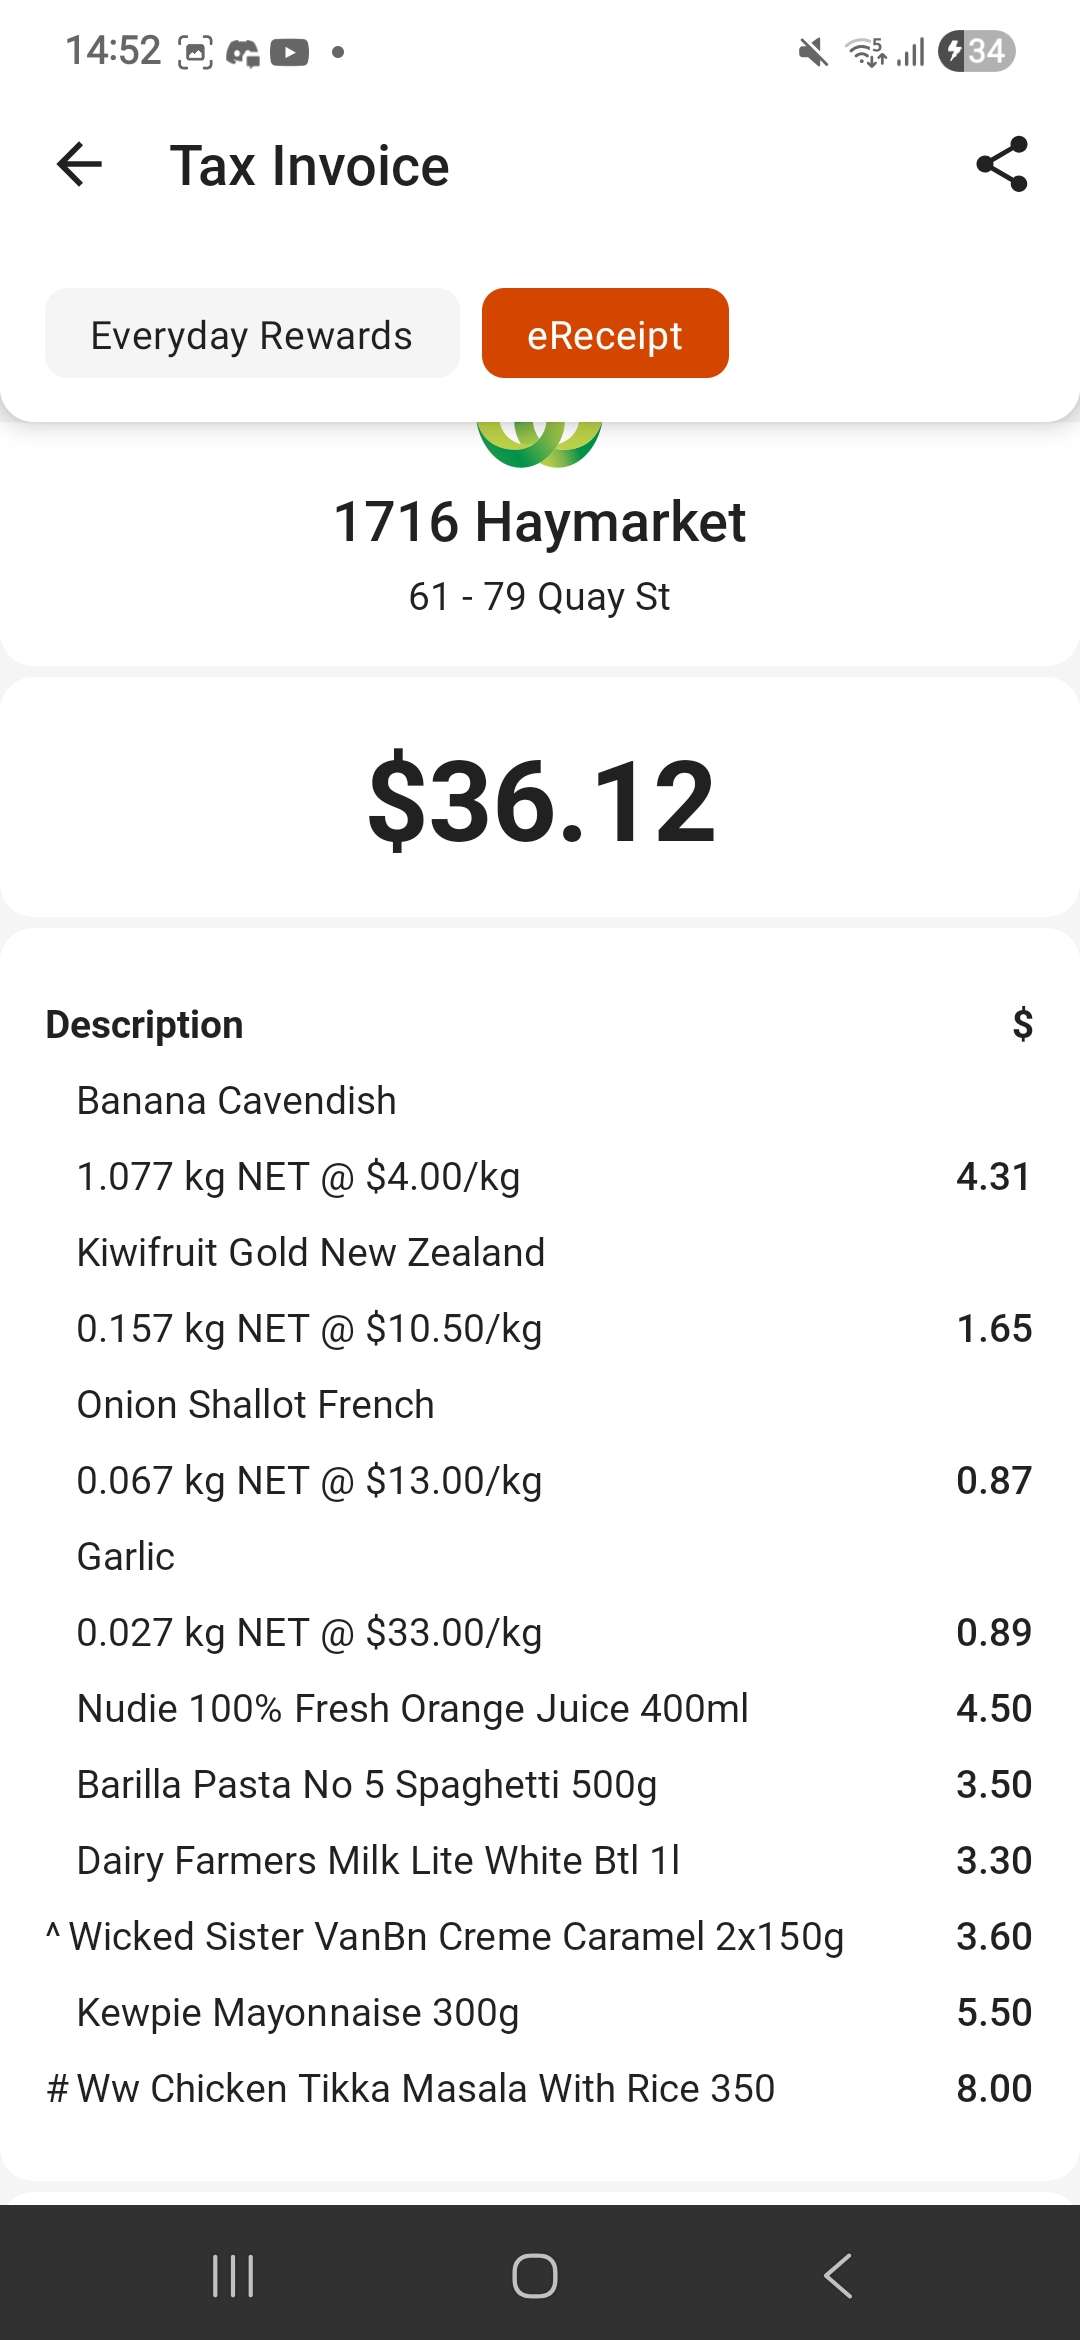 14:52
5
34
Tax Invoice
Everyday Rewards
eReceipt
1716 Haymarket
61 - 79 Quay St
$36.12
Description $
Banana Cavendish
1.077 kg NET @ $4.00/kg 4.31
Kiwifruit Gold New Zealand
0.157 kg NET @ $10.50/kg 1.65
Onion Shallot French
0.067 kg NET @ $13.00/kg 0.87
Garlic
0.027 kg NET @ $33.00/kg 0.89
Nudie 100% Fresh Orange Juice 400ml 4.50
Barilla Pasta No 5 Spaghetti 500g 3.50
Dairy Farmers Milk Lite White Btl 1l 3.30
^ Wicked Sister VanBn Creme Caramel 2x150g 3.60
Kewpie Mayonnaise 300g 5.50
# Ww Chicken Tikka Masala With Rice 350 8.00